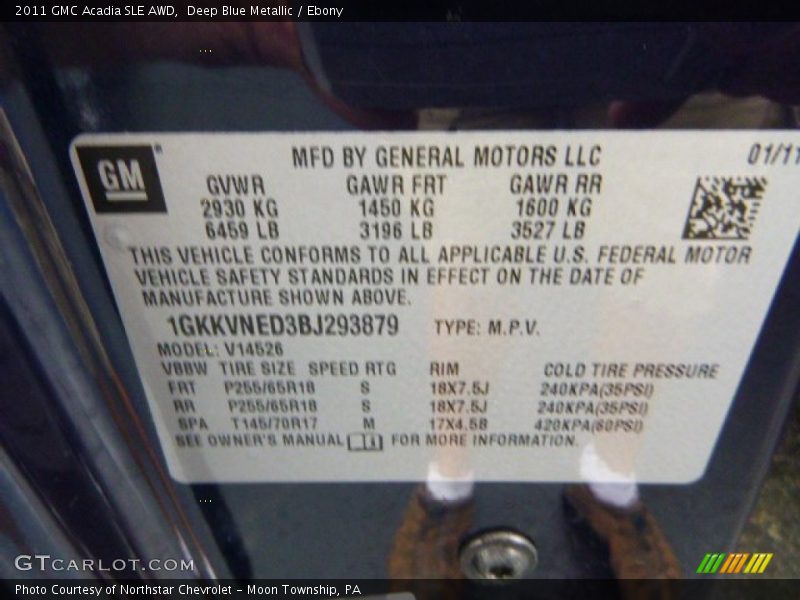 2011 GMC Acadia SLE AWD, Deep Blue Metallic / Ebony
GM
MFD BY GENERAL MOTORS LLC 01/11
GVWR GAWR FRT GAWR RR
2930 KG 1450 KG 1600 KG
6459 LB 3196 LB 3527 LB
THIS VEHICLE CONFORMS TO ALL APPLICABLE U.S. FEDERAL MOTOR
VEHICLE SAFETY STANDARDS IN EFFECT ON THE DATE OF
MANUFACTURE SHOWN ABOVE.
1GKKVNED3BJ293879 TYPE: M.P.V.
MODEL: V14526
VBBW TIRE SIZE SPEED RTG RIM COLD TIRE PRESSURE
FRT P255/65R18 S 18X7.5J 240KPA(35PSI)
RR P255/65R18 S 18X7.5J 240KPA(35PSI)
SPA T145/70R17 M 17X4.5B 420KPA(60PSI)
SEE OWNER'S MANUAL FOR MORE INFORMATION.
GTCARLOT.COM
Photo Courtesy of Northstar Chevrolet - Moon Township, PA